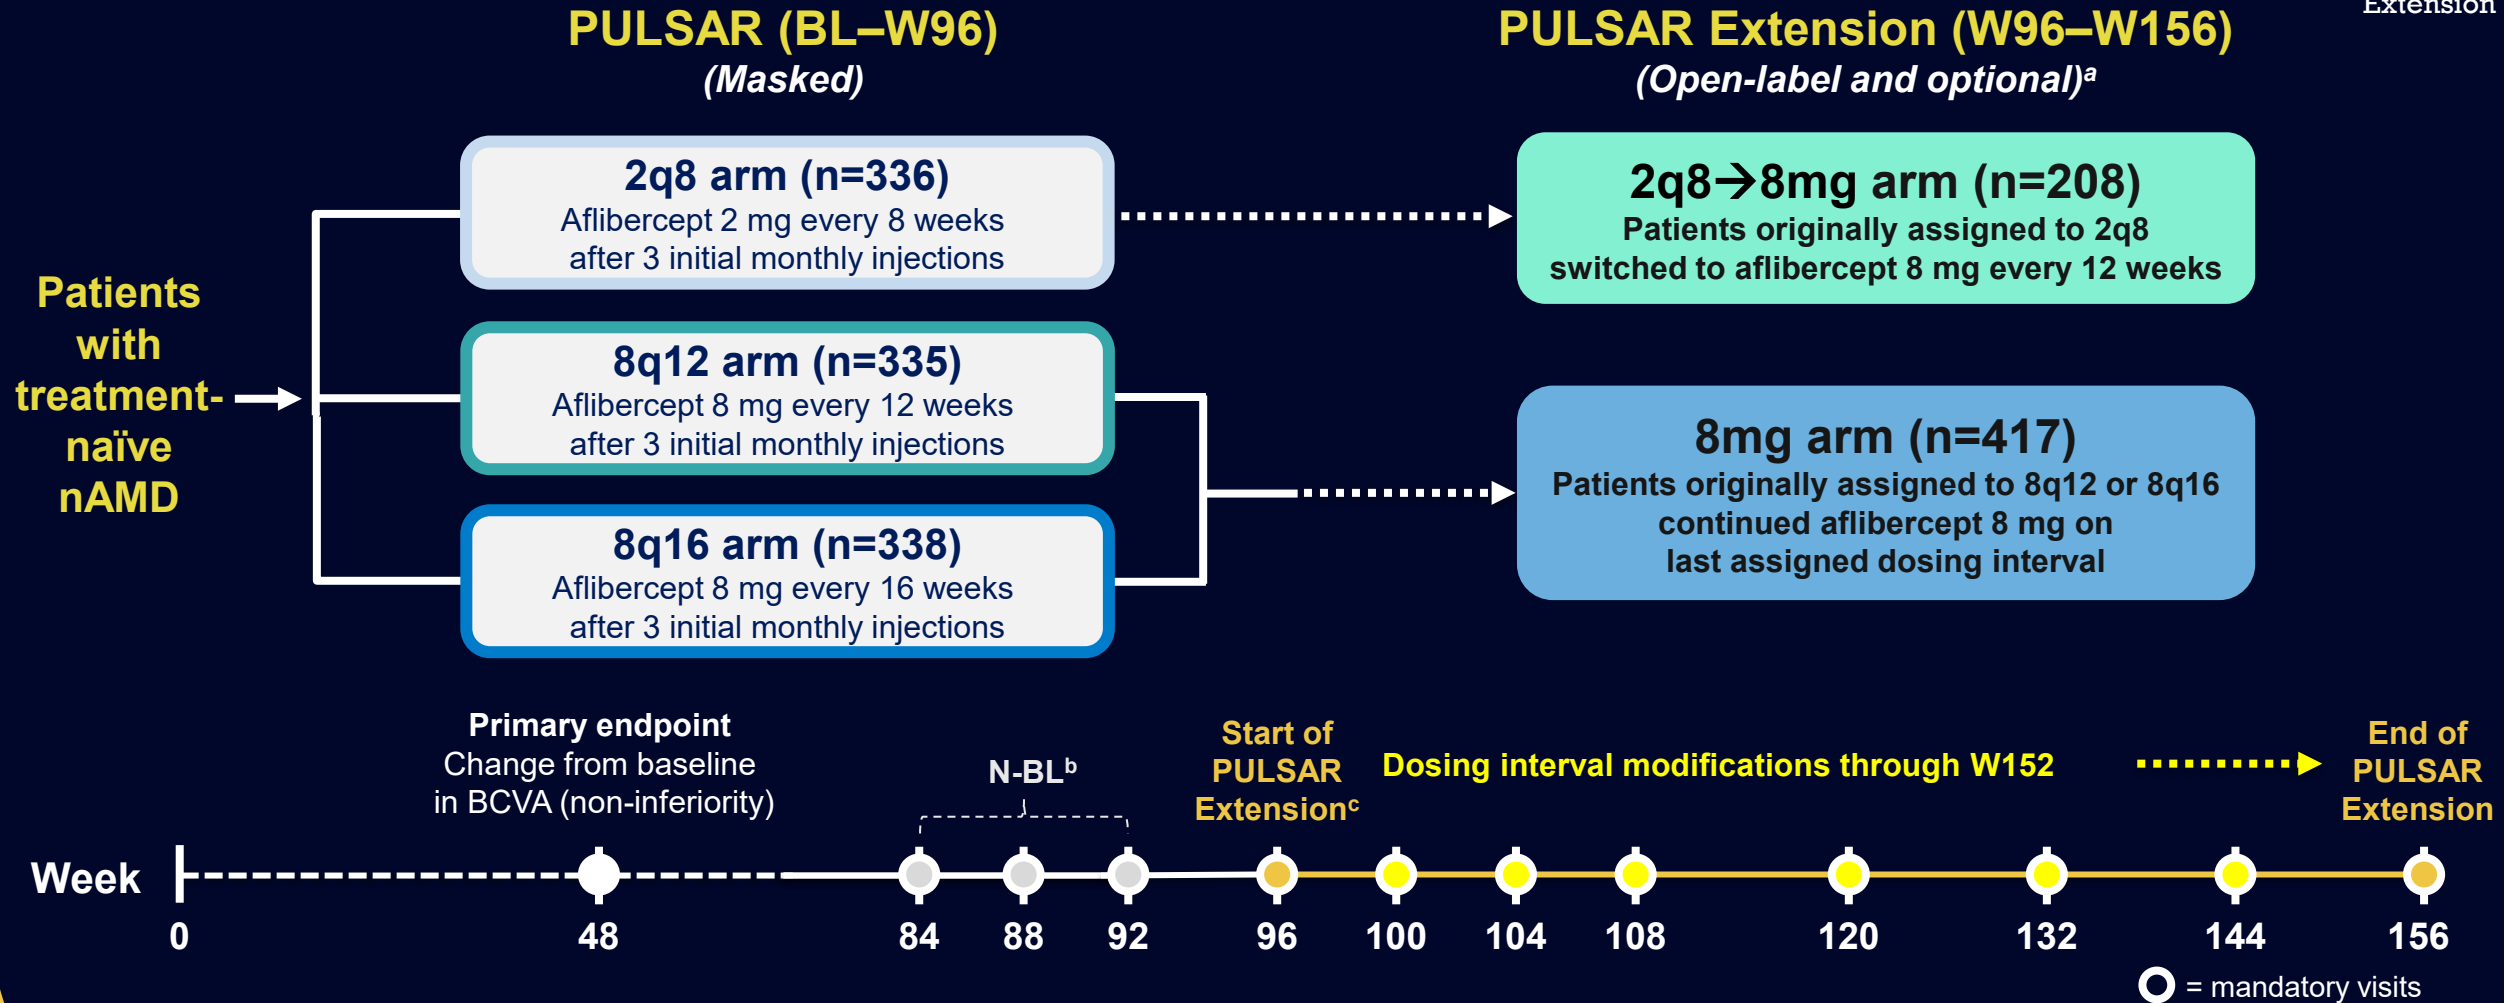 Extension
PULSAR (BL–W96)
(Masked)
PULSAR Extension (W96–W156)
(Open-label and optional)ᵃ
Patients
with
treatment-
naïve
nAMD
2q8 arm (n=336)
Aflibercept 2 mg every 8 weeks
after 3 initial monthly injections
8q12 arm (n=335)
Aflibercept 8 mg every 12 weeks
after 3 initial monthly injections
8q16 arm (n=338)
Aflibercept 8 mg every 16 weeks
after 3 initial monthly injections
2q8→8mg arm (n=208)
Patients originally assigned to 2q8
switched to aflibercept 8 mg every 12 weeks
8mg arm (n=417)
Patients originally assigned to 8q12 or 8q16
continued aflibercept 8 mg on
last assigned dosing interval
Primary endpoint
Change from baseline
in BCVA (non-inferiority)
N-BLᵇ
Start of
PULSAR
Extensionᶜ
Dosing interval modifications through W152
End of
PULSAR
Extension
Week
0 48 84 88 92 96 100 104 108 120 132 144 156
= mandatory visits